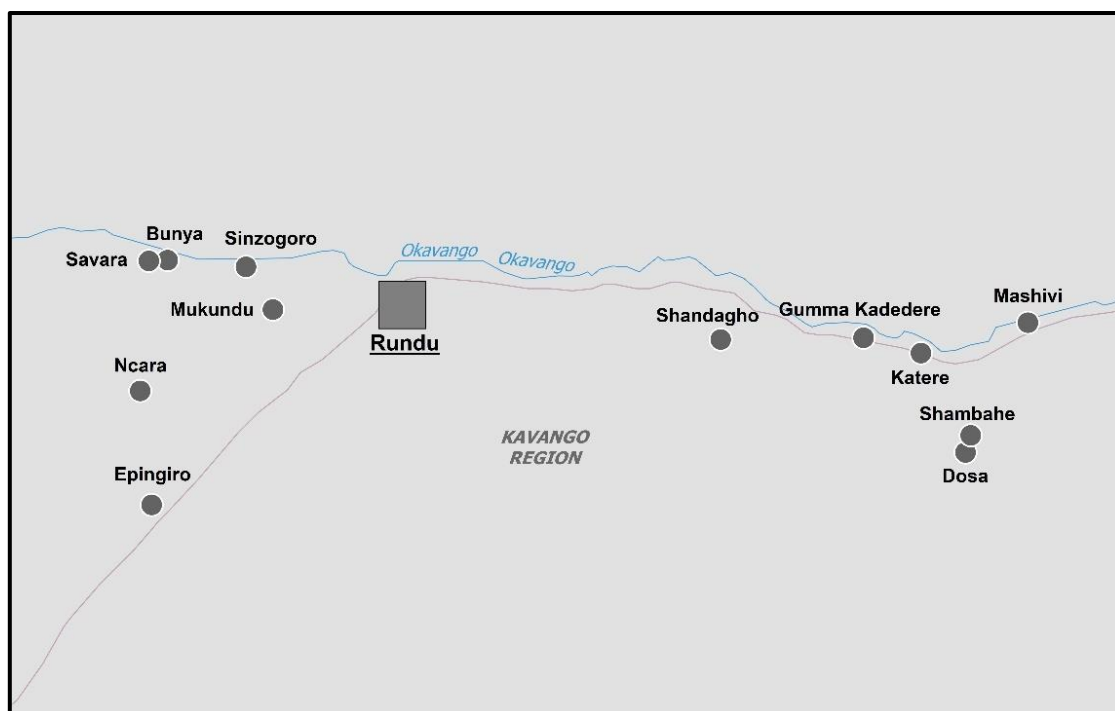 Bunya
Sinzogoro
Savara
Okavango
Okavango
Mukundu
Rundu
Shandagho
Gumma Kadedere
Mashivi
Katere
Ncara
Shambahe
KAVANGO
REGION
Epingiro
Dosa